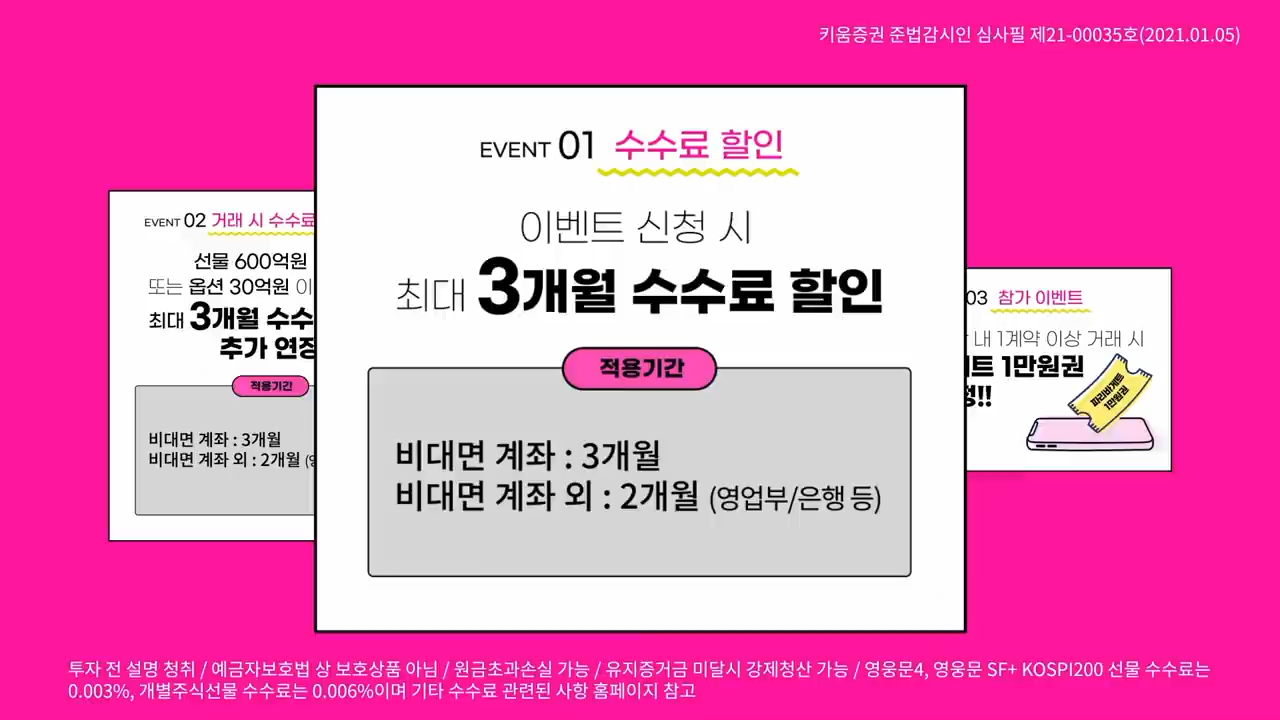 키움증권 준법감시인 심사필 제21-00035호(2021.01.05)
EVENT 01 수수료 할인
이벤트 신청 시
최대 3개월 수수료 할인
적용기간
비대면 계좌 : 3개월
비대면 계좌 외 : 2개월 (영업부/은행 등)
EVENT 02 거래 시 수수료
선물 600억원
또는 옵션 30억원
최대 3개월 수수
추가 연장
적용기간
비대면 계좌 : 3개월
비대면 계좌 외 : 2개월
03 참가 이벤트
내 1계약 이상 거래 시
1만원권
파리바게뜨
1만원권
투자 전 설명 청취 / 예금자보호법 상 보호상품 아님 / 원금초과손실 가능 / 유지증거금 미달시 강제청산 가능 / 영웅문4, 영웅문 SF+ KOSPI200 선물 수수료는
0.003%, 개별주식선물 수수료는 0.006%이며 기타 수수료 관련된 사항 홈페이지 참고